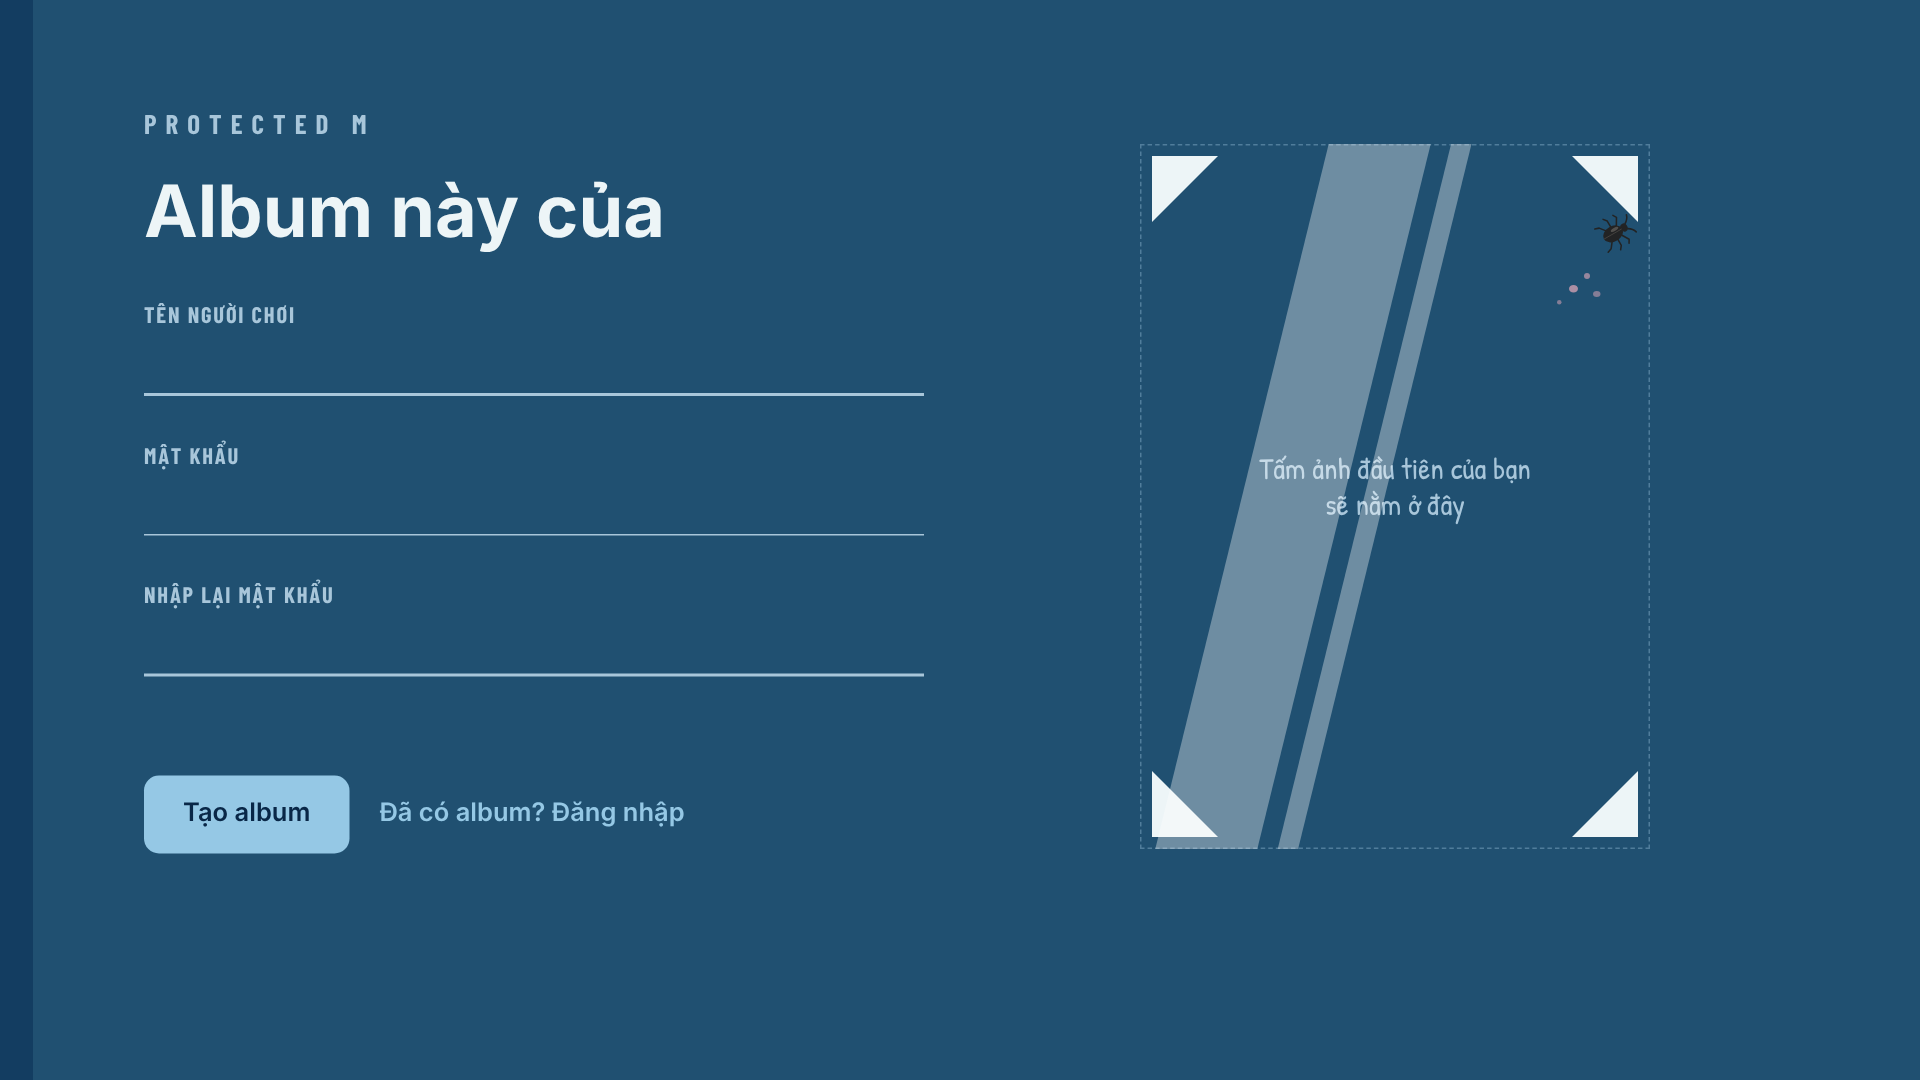 PROTECTED M
Album này của
TÊN NGƯỜI CHƠI
MẬT KHẨU
NHẬP LẠI MẬT KHẨU
Tạo album
Đã có album? Đăng nhập
Tấm ảnh đầu tiên của bạn
sẽ nằm ở đây